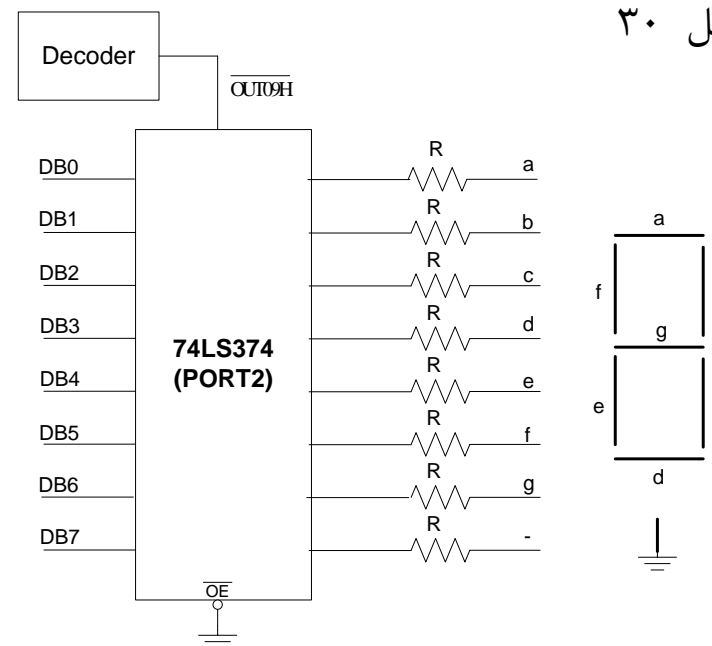 ل ۳۰
Decoder
OUT09H
DB0 R a
DB1 R b
DB2 R c
DB3 R d
DB4 R e
DB5 R f
DB6 R g
DB7 R -
74LS374
(PORT2)
OE
a
f
g
e
d